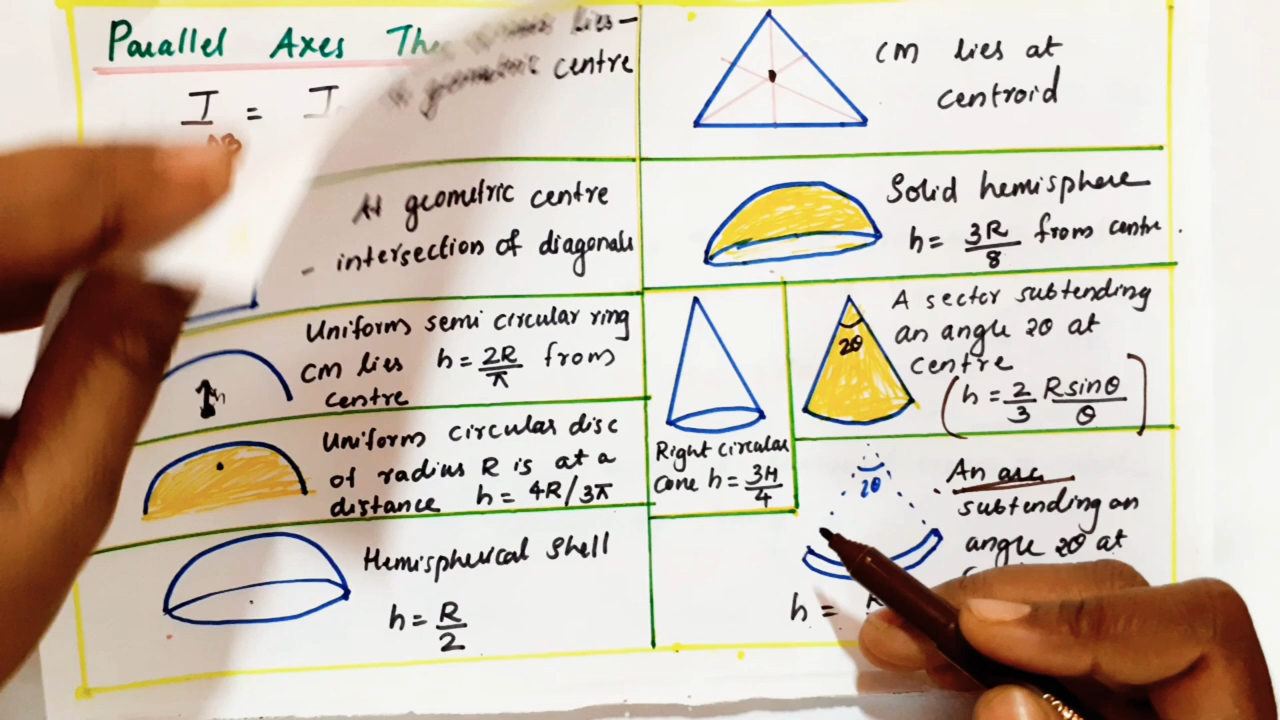 Parallel Axes
I =
lies -
geometric centre
At geometric centre
- intersection of diagonals
Uniform semi circular ring
CM lies h = 2R/π from
centre
h
Uniform circular disc
of radius R is at a
distance h = 4R/3π
Hemispherical Shell
h = R/2
CM lies at
centroid
Solid hemisphere
h = 3R/8 from centre
Right circular
cone h = 3H/4
2θ
A sector subtending
an angle 2θ at
centre
(h = 2/3 Rsinθ/θ)
2θ
An arc
subtending an
angle 2θ at
h =